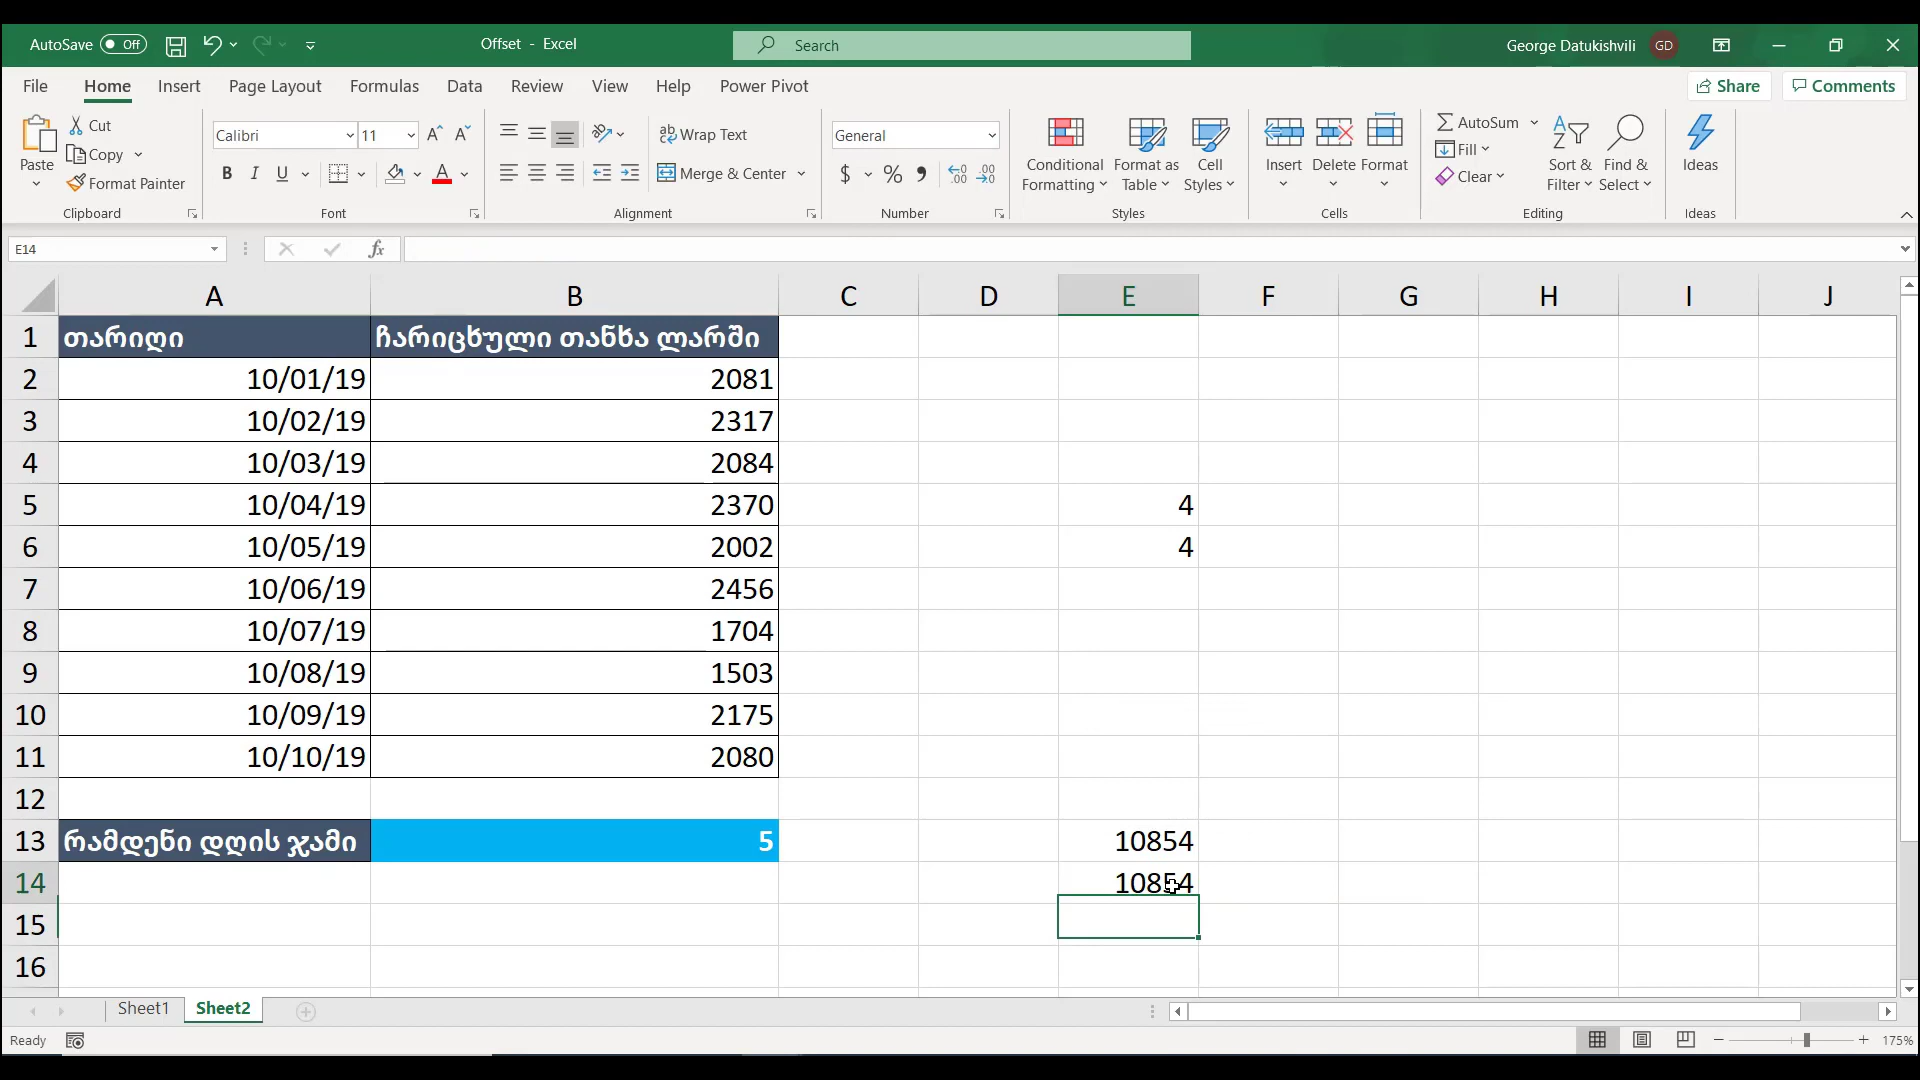 AutoSave Off
Offset - Excel
Search
George Datukishvili GD
File Home Insert Page Layout Formulas Data Review View Help Power Pivot
Share Comments
Paste
Cut
Copy
Format Painter
Clipboard
Calibri 11
B I U
Font
Wrap Text
Merge & Center
Alignment
General
$ % ,
Number
Conditional Formatting
Format as Table
Cell Styles
Styles
Insert Delete Format
Cells
AutoSum
Fill
Clear
Sort & Filter
Find & Select
Editing
Ideas
Ideas
E14
fx
A B C D E F G H I J
1 თარიღი ჩარიცხული თანხა ლარში
2 10/01/19 2081
3 10/02/19 2317
4 10/03/19 2084
5 10/04/19 2370 4
6 10/05/19 2002 4
7 10/06/19 2456
8 10/07/19 1704
9 10/08/19 1503
10 10/09/19 2175
11 10/10/19 2080
12
13 რამდენი დღის ჯამი 5 10854
14 10854
15
16
Sheet1 Sheet2
Ready
175%